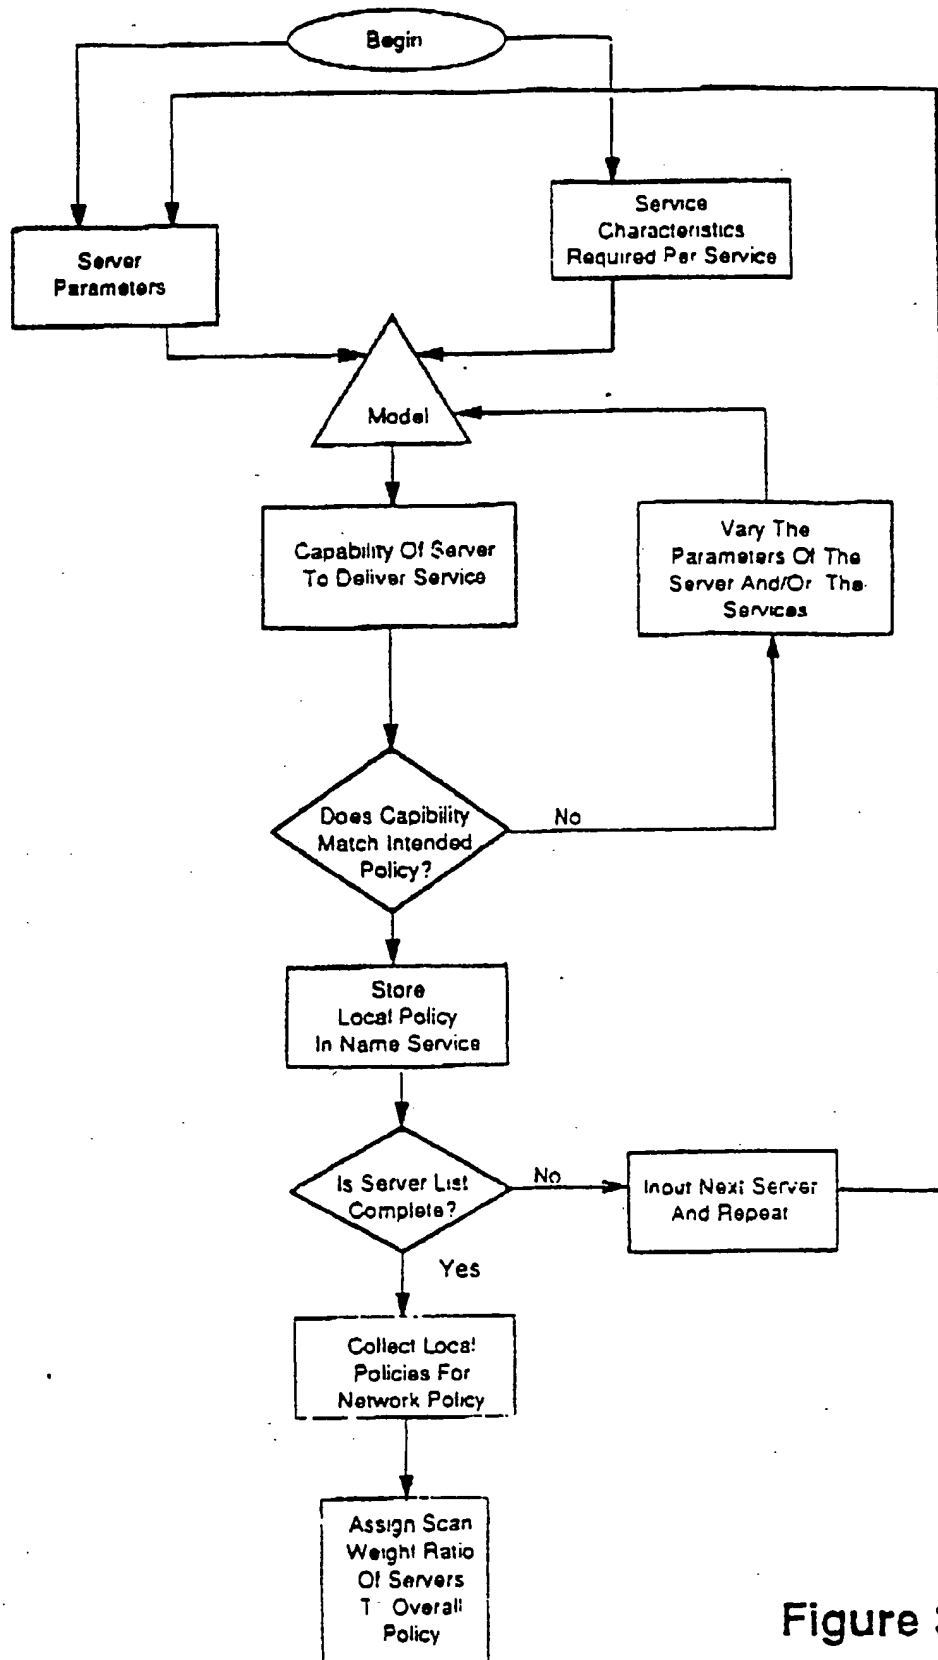 Begin
Service
Characteristics
Required Per Service
Server
Parameters
Model
Capability Of Server
To Deliver Service
Vary The
Parameters Of The
Server And/Or The
Services
Does Capibility
Match Intended
Policy?
No
Store
Local Policy
In Name Service
Is Server List
Complete?
No
Input Next Server
And Repeat
Yes
Collect Local
Policies For
Network Policy
Assign Scan
Weight Ratio
Of Servers
Overall
Policy
Figure